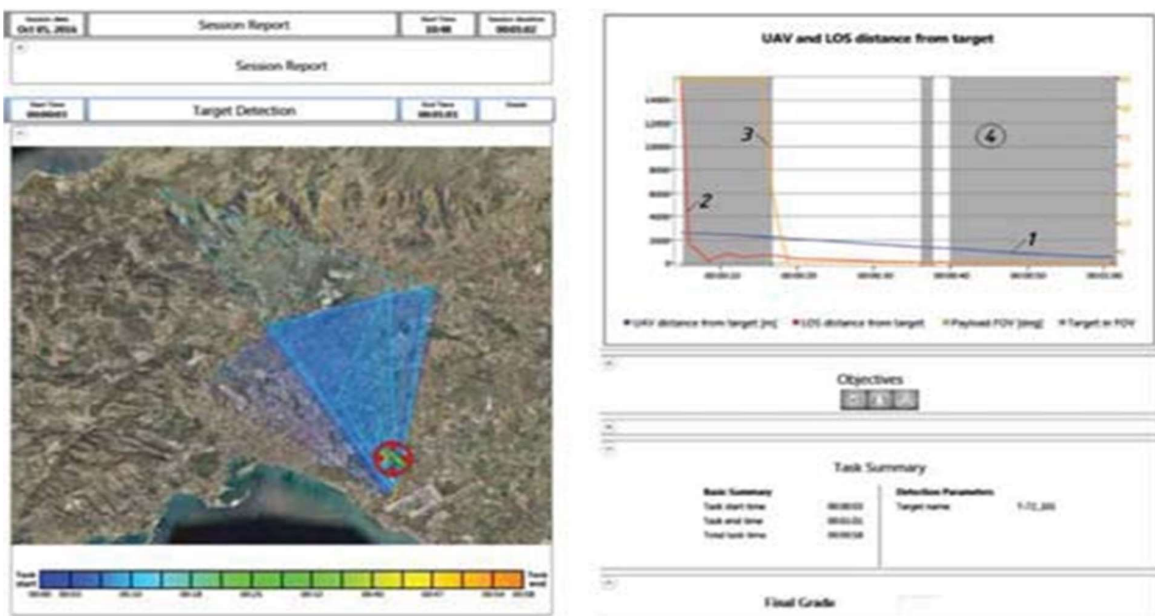 Session date
Oct 05, 2016
Session Report
Start Time
10:48
Session duration
00:01:02
Session Report
Start Time
00:00:03
Target Detection
End Time
00:01:01
Task start
Task end
UAV and LOS distance from target
14000
12000
10000
8000
6000
4000
2000
0
1
2
3
4
00:00:10
00:00:20
00:00:30
00:00:40
00:00:50
00:01:00
UAV distance from target [m]
LOS distance from target
Payload FOV [deg]
Target in FOV
Objectives
Task Summary
Basic Summary
Task start time 00:00:03
Task end time 00:01:01
Total task time 00:00:58
Detection Parameters
Target name
Final Grade